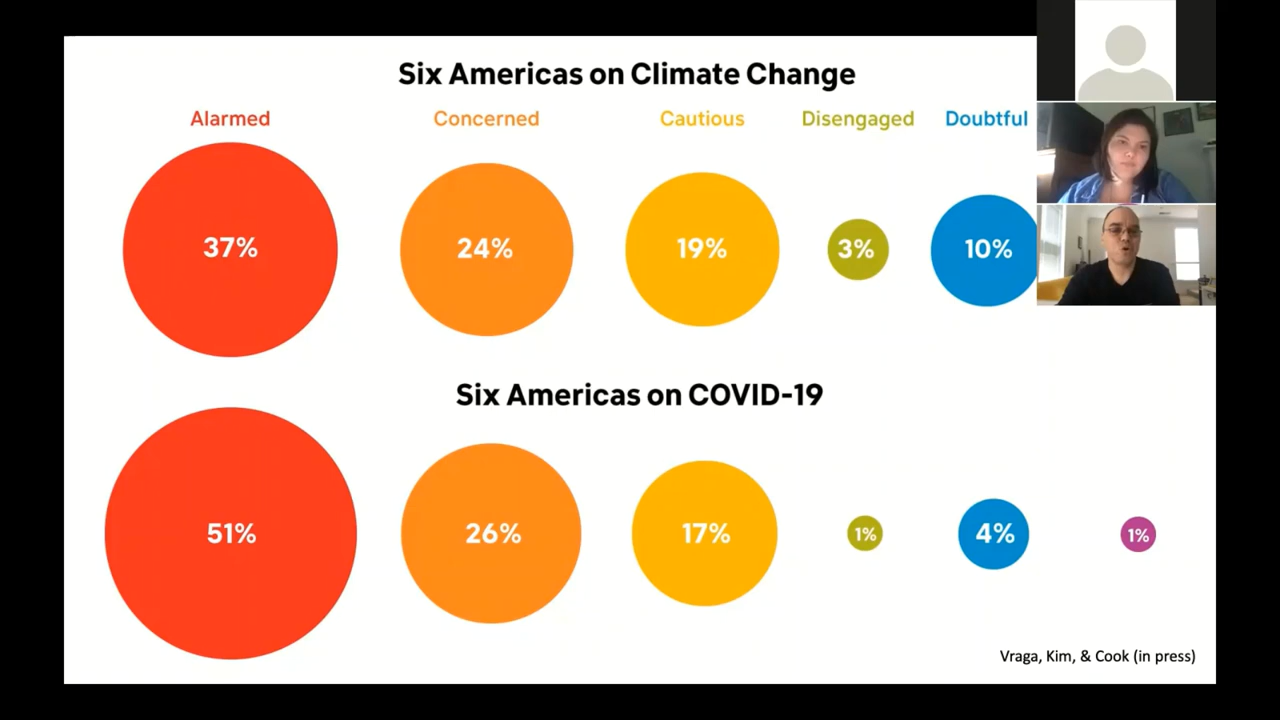 Six Americas on Climate Change
Alarmed Concerned Cautious Disengaged Doubtful
37% 24% 19% 3% 10%
Six Americas on COVID-19
51% 26% 17% 1% 4% 1%
Vraga, Kim, & Cook (in press)